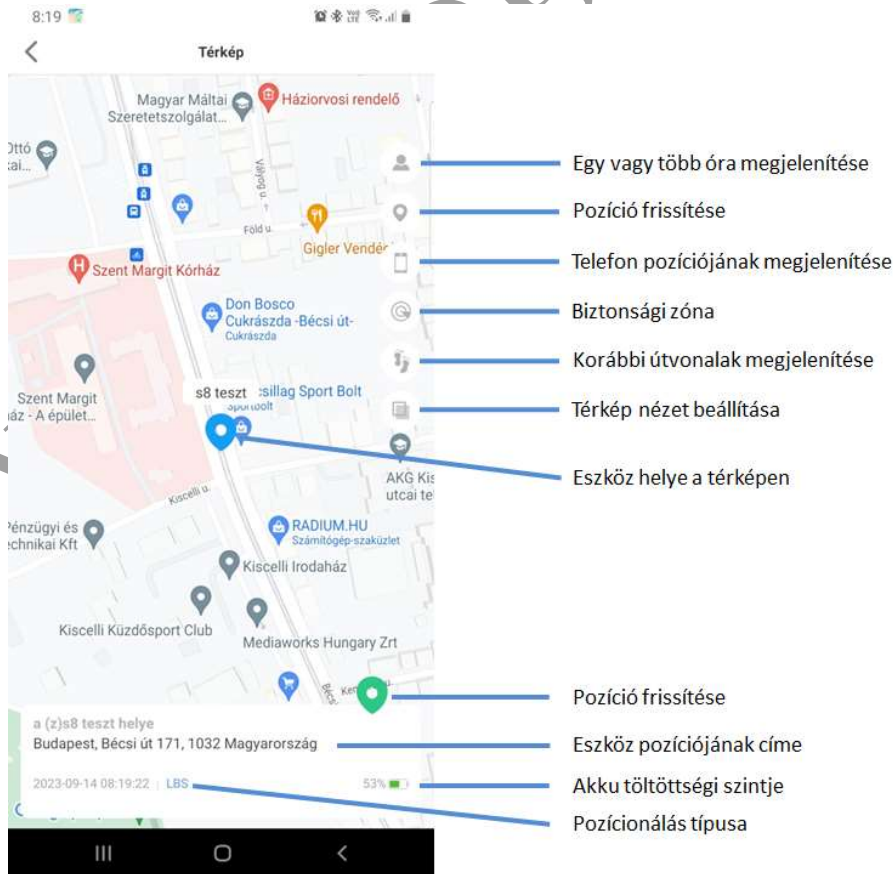 8:19
Térkép
Magyar Máltai
Szeretetszolgálat...
Háziorvosi rendelő
Ottó
kai...
Vályog u.
Föld u.
Gigler Vendég
Szent Margit Kórház
Don Bosco
Cukrászda -Bécsi út-
Cukrászda
s8 teszt
csillag Sport Bolt
Sportbolt
Szent Margit
áz - A épület...
AKG Kis
utcai te
Kiscelli u.
Pénzügyi és
echnikai Kft
RADIUM.HU
Számítógép-szaküzlet
Kiscelli Irodaház
Kiscelli Küzdősport Club
Mediaworks Hungary Zrt
a (z)s8 teszt helye
Budapest, Bécsi út 171, 1032 Magyarország
2023-09-14 08:19:22 | LBS
53%
Egy vagy több óra megjelenítése
Pozíció frissítése
Telefon pozíciójának megjelenítése
Biztonsági zóna
Korábbi útvonalak megjelenítése
Térkép nézet beállítása
Eszköz helye a térképen
Pozíció frissítése
Eszköz pozíciójának címe
Akku töltöttségi szintje
Pozícionálás típusa